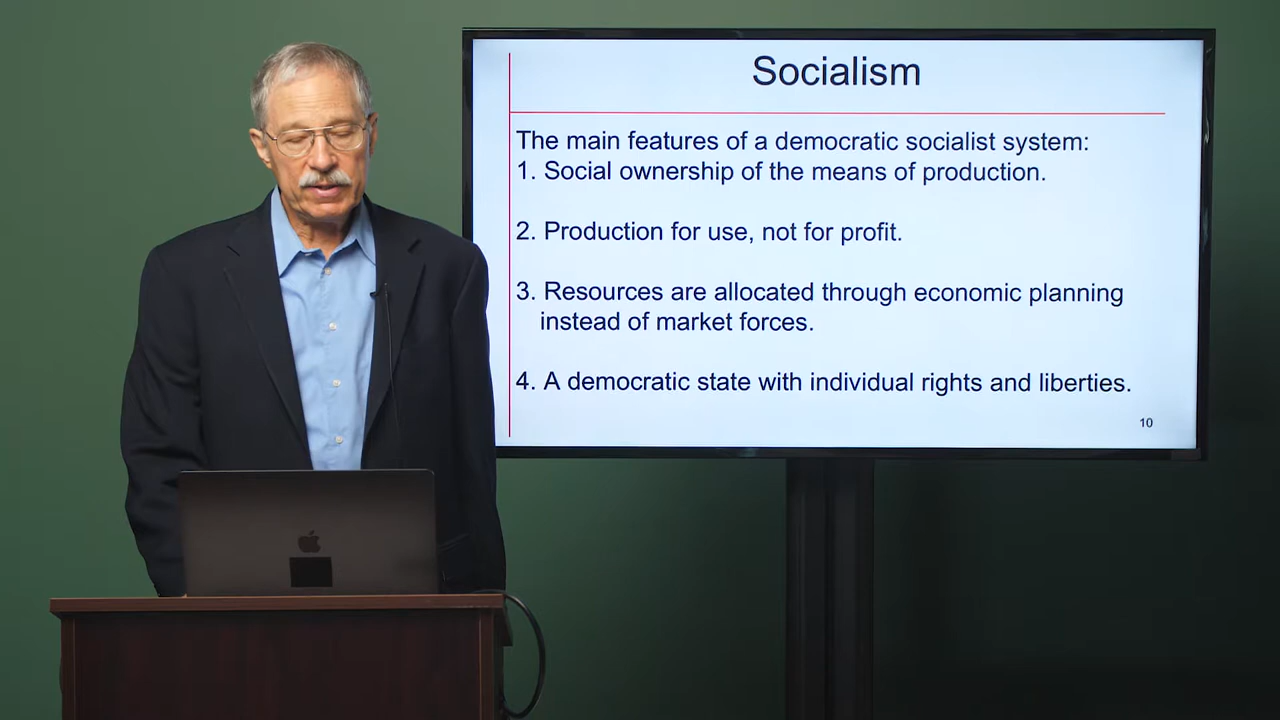 Socialism
The main features of a democratic socialist system:
1. Social ownership of the means of production.
2. Production for use, not for profit.
3. Resources are allocated through economic planning
instead of market forces.
4. A democratic state with individual rights and liberties.
10